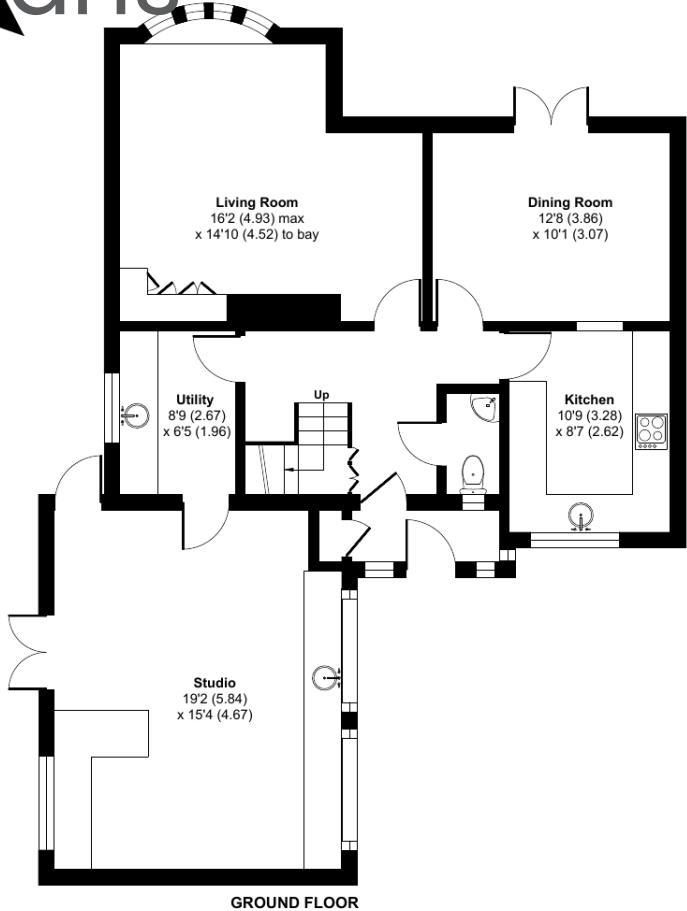 Living Room
16'2 (4.93) max
x 14'10 (4.52) to bay
Dining Room
12'8 (3.86)
x 10'1 (3.07)
Utility
8'9 (2.67)
x 6'5 (1.96)
Up
Kitchen
10'9 (3.28)
x 8'7 (2.62)
Studio
19'2 (5.84)
x 15'4 (4.67)
GROUND FLOOR